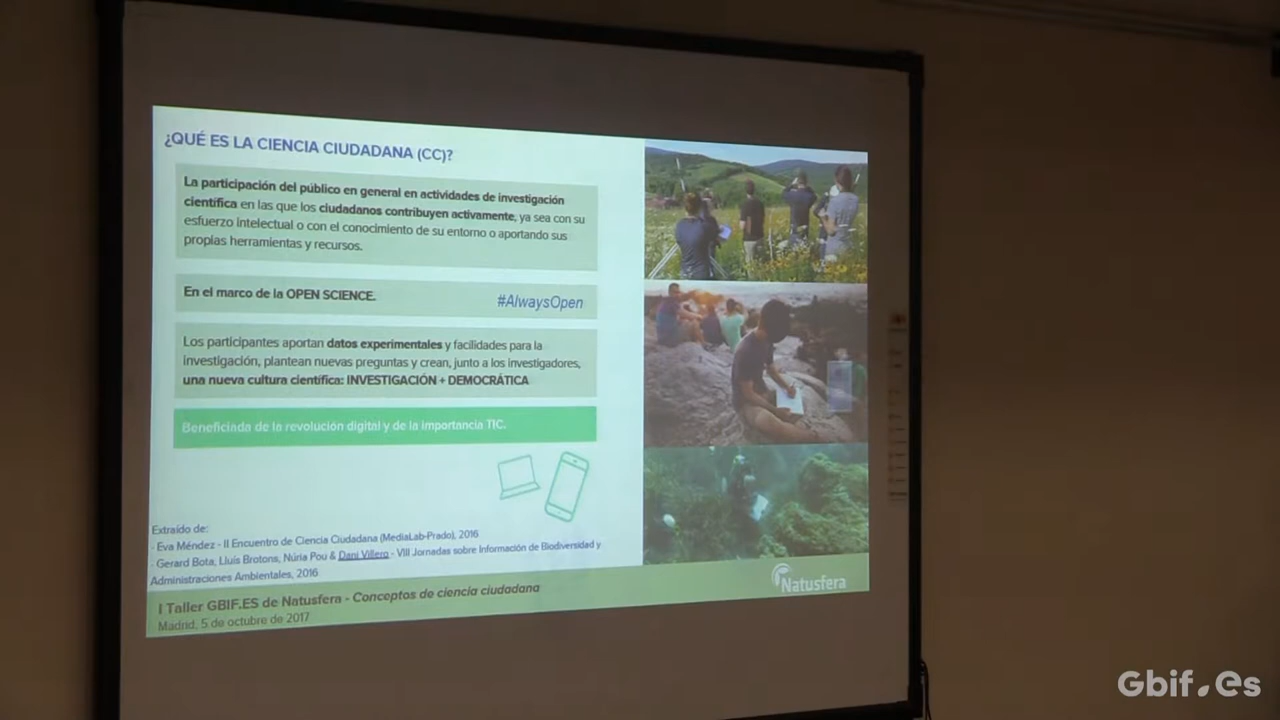 ¿QUÉ ES LA CIENCIA CIUDADANA (CC)?
La participación del público en general en actividades de investigación
científica en las que los ciudadanos contribuyen activamente, ya sea con su
esfuerzo intelectual o con el conocimiento de su entorno o aportando sus
propias herramientas y recursos.
En el marco de la OPEN SCIENCE.
#AlwaysOpen
Los participantes aportan datos experimentales y facilidades para la
investigación, plantean nuevas preguntas y crean, junto a los investigadores,
una nueva cultura científica: INVESTIGACIÓN + DEMOCRÁTICA
Beneficiada de la revolución digital y de la importancia TIC.
Extraído de:
- Eva Méndez - II Encuentro de Ciencia Ciudadana (MediaLab-Prado), 2016
- Gerard Bota, Lluís Brotons, Núria Pou & Dani Villero - VIII Jornadas sobre Información de Biodiversidad y
Administraciones Ambientales, 2016
I Taller GBIF.ES de Natusfera - Conceptos de ciencia ciudadana
Madrid, 5 de octubre de 2017
Natusfera
Gbif.es